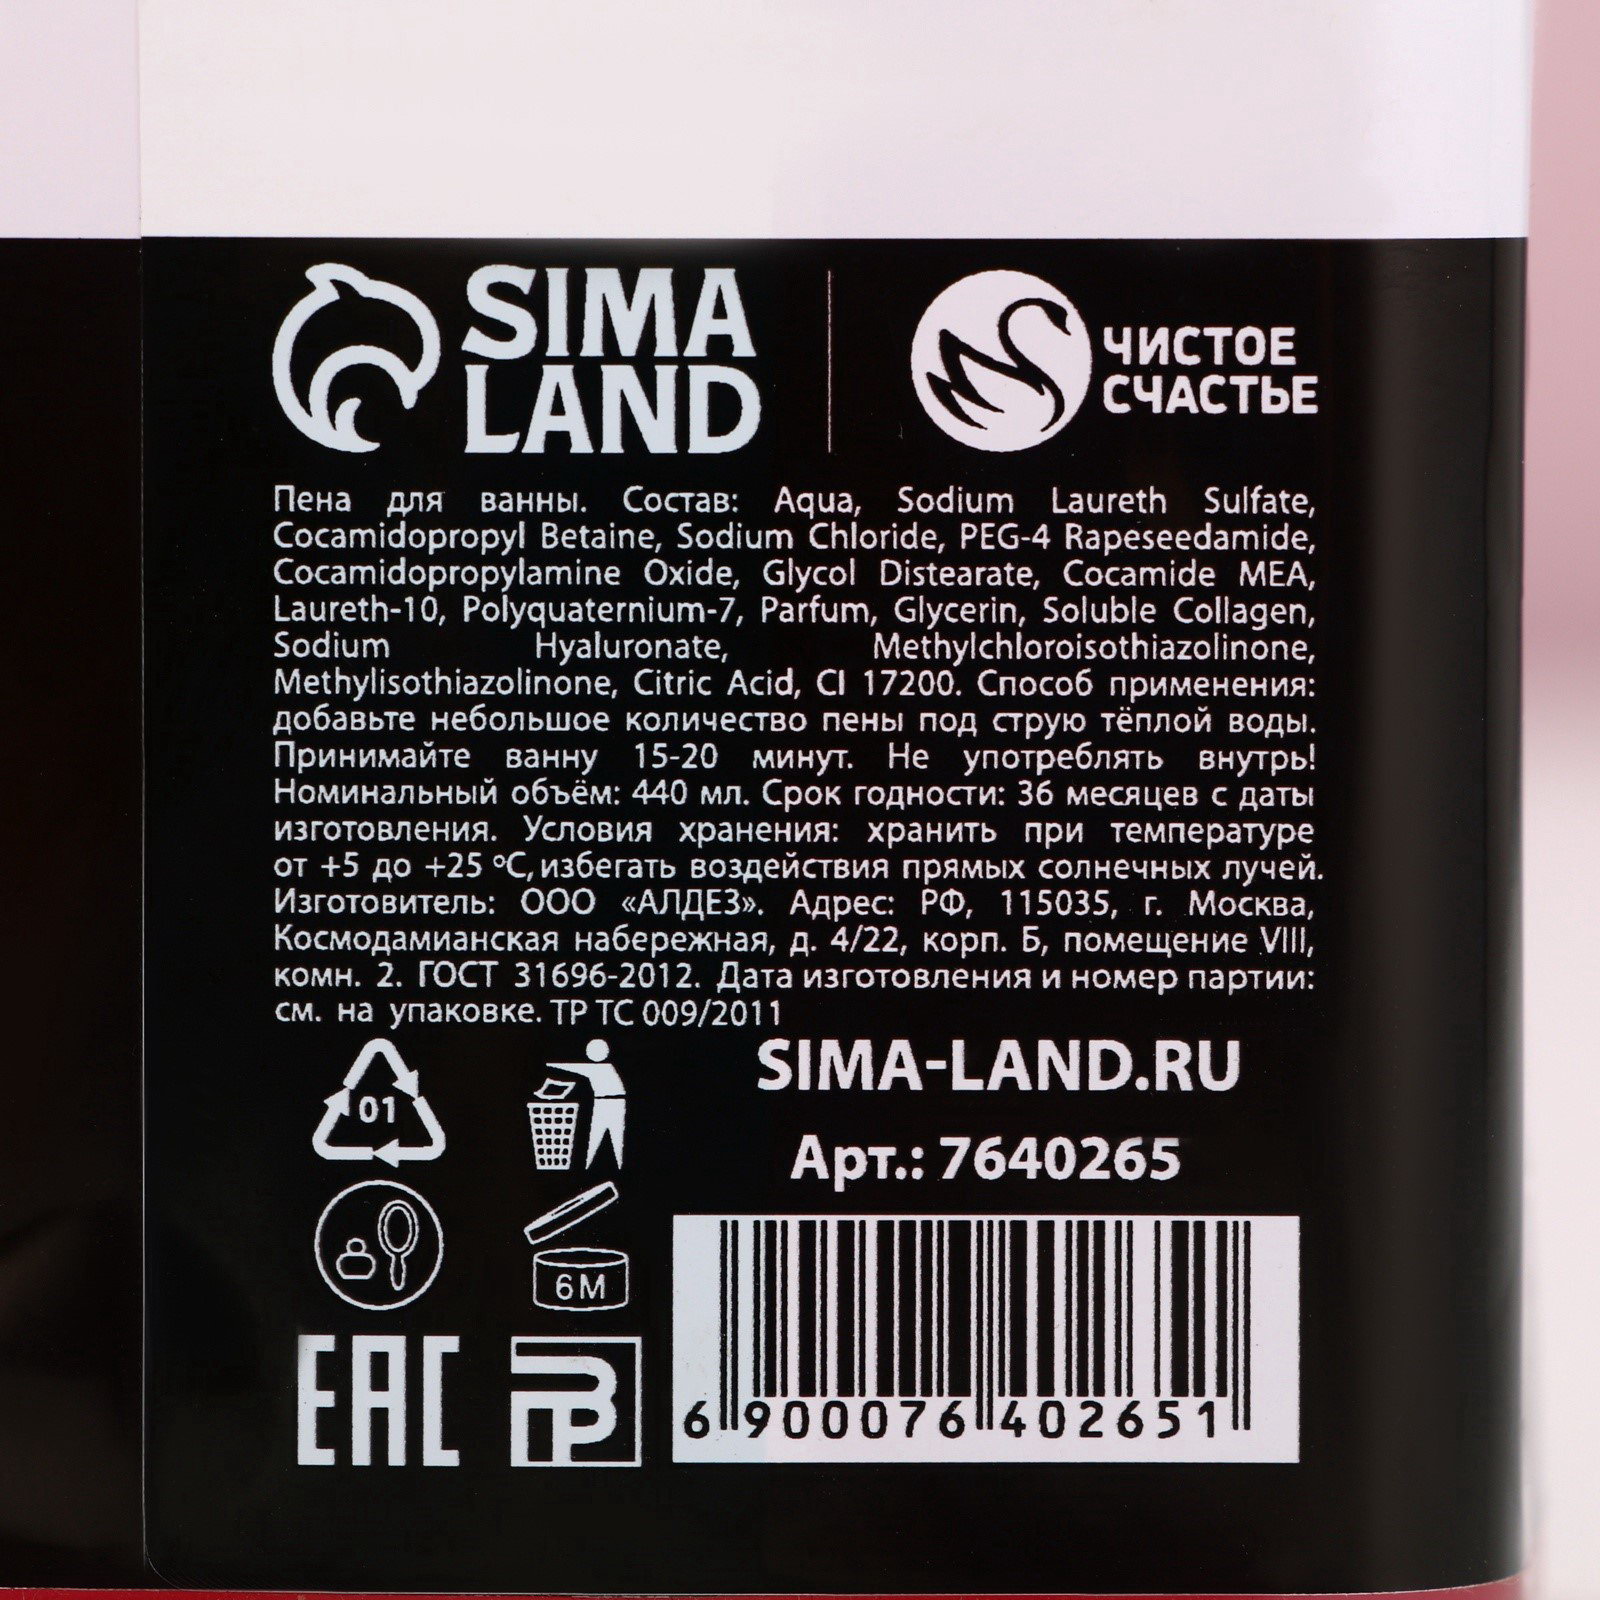 SIMA
LAND
ЧИСТОЕ
СЧАСТЬЕ
Пена для ванны. Состав: Aqua, Sodium Laureth Sulfate,
Cocamidopropyl Betaine, Sodium Chloride, PEG-4 Rapeseedamide,
Cocamidopropylamine Oxide, Glycol Distearate, Cocamide MEA,
Laureth-10, Polyquaternium-7, Parfum, Glycerin, Soluble Collagen,
Sodium Hyaluronate, Methylchloroisothiazolinone,
Methylisothiazolinone, Citric Acid, CI 17200. Способ применения:
добавьте небольшое количество пены под струю тёплой воды.
Принимайте ванну 15-20 минут. Не употреблять внутрь!
Номинальный объём: 440 мл. Срок годности: 36 месяцев с даты
изготовления. Условия хранения: хранить при температуре
от +5 до +25 °C, избегать воздействия прямых солнечных лучей.
Изготовитель: ООО «АЛДЕЗ». Адрес: РФ, 115035, г. Москва,
Космодамианская набережная, д. 4/22, корп. Б, помещение VIII,
комн. 2. ГОСТ 31696-2012. Дата изготовления и номер партии:
см. на упаковке. ТР ТС 009/2011
SIMA-LAND.RU
01
Арт.: 7640265
6M
EAC
6 900076 402651